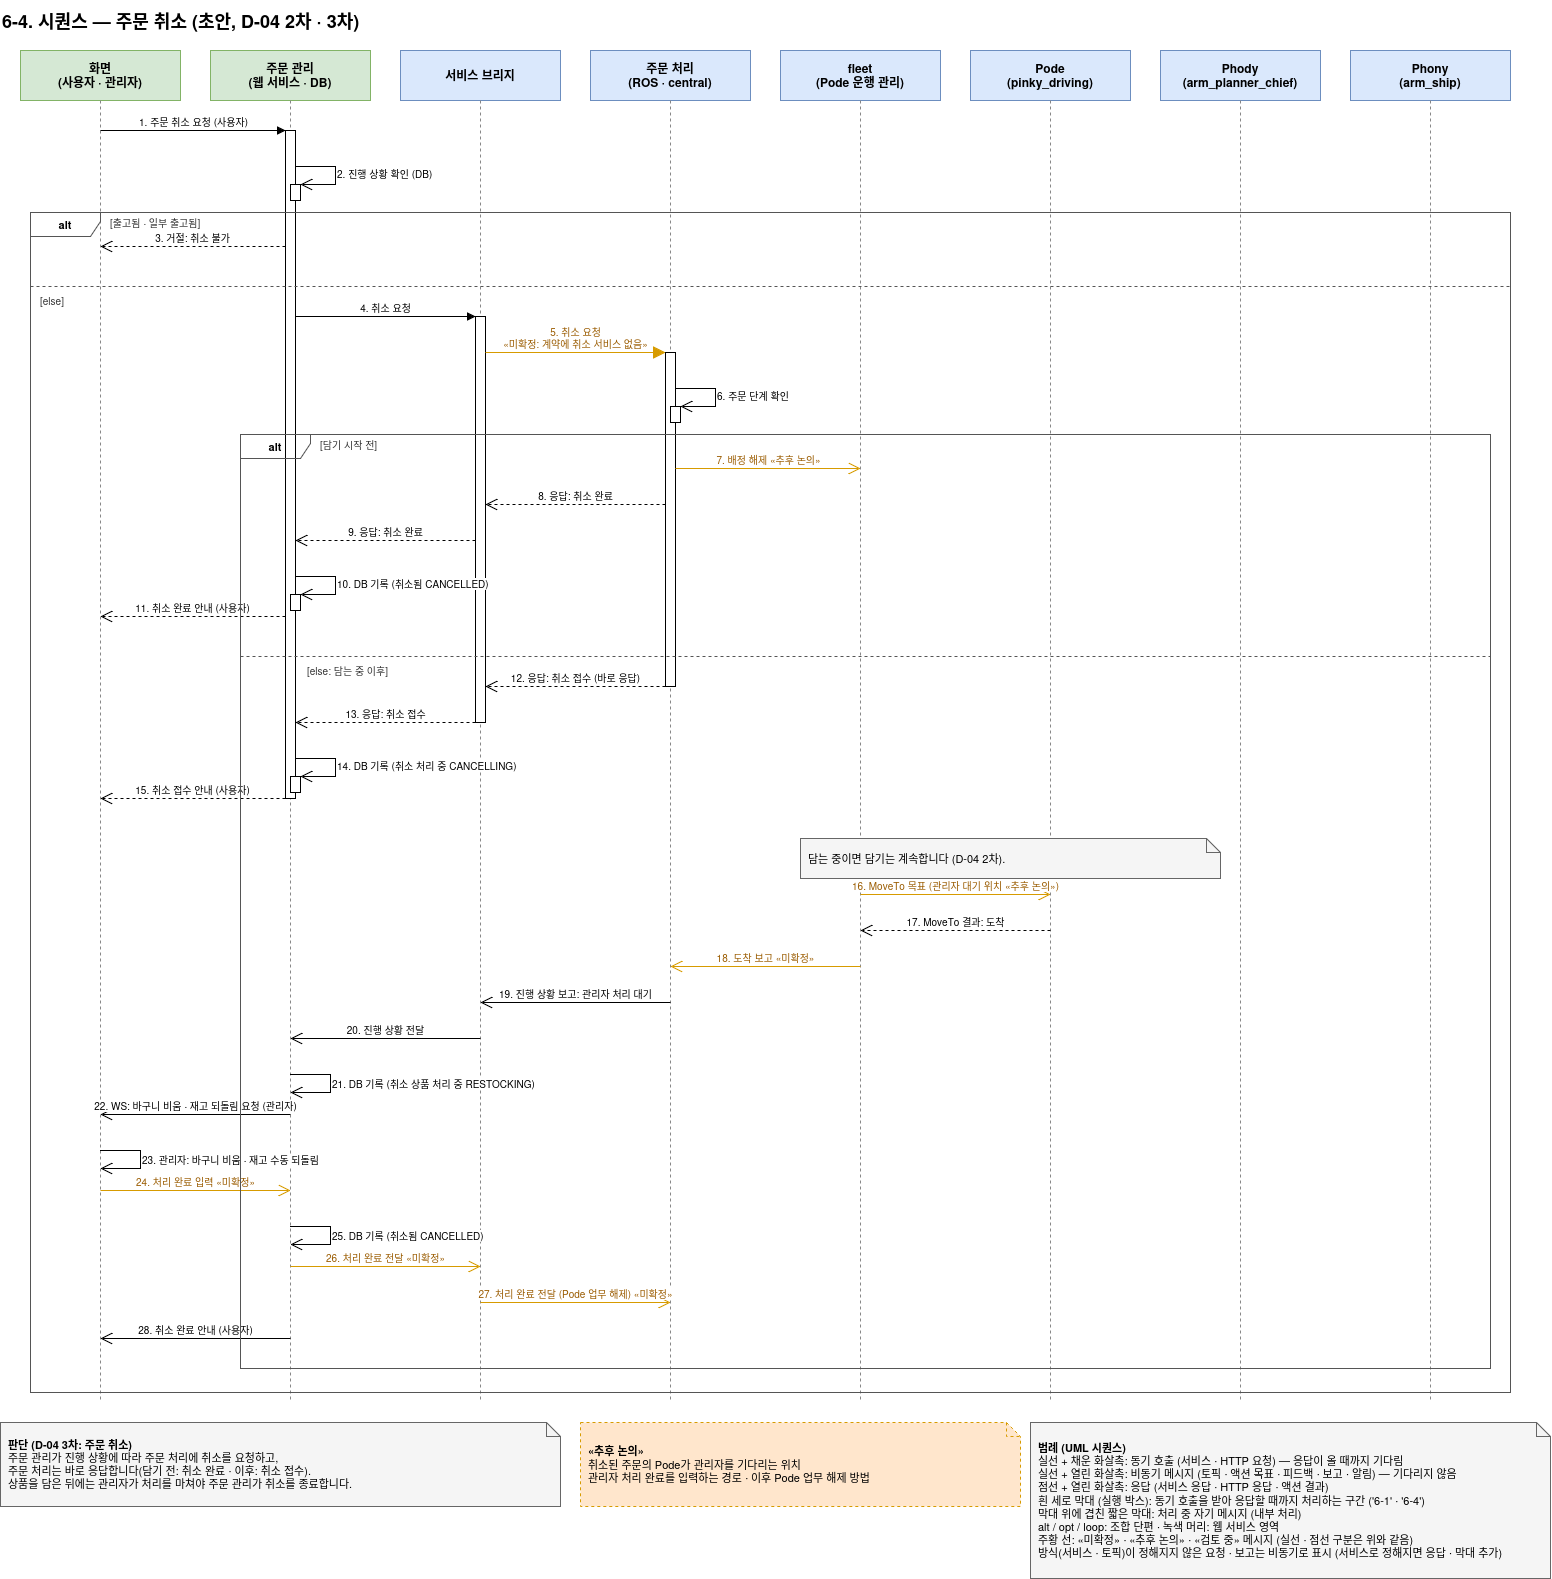 6-4. 시퀀스 — 주문 취소 (초안, D-04 2차 · 3차)
화면
(사용자 · 관리자)
주문 관리
(웹 서비스 · DB)
서비스 브리지
주문 처리
(ROS · central)
fleet
(Pode 운행 관리)
Pode
(pinky_driving)
Phody
(arm_planner_chief)
Phony
(arm_ship)
1. 주문 취소 요청 (사용자)
2. 진행 상황 확인 (DB)
alt
[출고됨 · 일부 출고됨]
3. 거절: 취소 불가
[else]
4. 취소 요청
5. 취소 요청
«미확정: 계약에 취소 서비스 없음»
6. 주문 단계 확인
alt
[담기 시작 전]
7. 배정 해제 «추후 논의»
8. 응답: 취소 완료
9. 응답: 취소 완료
10. DB 기록 (취소됨 CANCELLED)
11. 취소 완료 안내 (사용자)
[else: 담는 중 이후]
12. 응답: 취소 접수 (바로 응답)
13. 응답: 취소 접수
14. DB 기록 (취소 처리 중 CANCELLING)
15. 취소 접수 안내 (사용자)
담는 중이면 담기는 계속합니다 (D-04 2차).
16. MoveTo 목표 (관리자 대기 위치 «추후 논의»)
17. MoveTo 결과: 도착
18. 도착 보고 «미확정»
19. 진행 상황 보고: 관리자 처리 대기
20. 진행 상황 전달
21. DB 기록 (취소 상품 처리 중 RESTOCKING)
22. WS: 바구니 비움 · 재고 되돌림 요청 (관리자)
23. 관리자: 바구니 비움 · 재고 수동 되돌림
24. 처리 완료 입력 «미확정»
25. DB 기록 (취소됨 CANCELLED)
26. 처리 완료 전달 «미확정»
27. 처리 완료 전달 (Pode 업무 해제) «미확정»
28. 취소 완료 안내 (사용자)
판단 (D-04 3차: 주문 취소)
주문 관리가 진행 상황에 따라 주문 처리에 취소를 요청하고,
주문 처리는 바로 응답합니다(담기 전: 취소 완료 · 이후: 취소 접수).
상품을 담은 뒤에는 관리자가 처리를 마쳐야 주문 관리가 취소를 종료합니다.
«추후 논의»
취소된 주문의 Pode가 관리자를 기다리는 위치
관리자 처리 완료를 입력하는 경로 · 이후 Pode 업무 해제 방법
범례 (UML 시퀀스)
실선 + 채운 화살촉: 동기 호출 (서비스 · HTTP 요청) — 응답이 올 때까지 기다림
실선 + 열린 화살촉: 비동기 메시지 (토픽 · 액션 목표 · 피드백 · 보고 · 알림) — 기다리지 않음
점선 + 열린 화살촉: 응답 (서비스 응답 · HTTP 응답 · 액션 결과)
흰 세로 막대 (실행 박스): 동기 호출을 받아 응답할 때까지 처리하는 구간 ('6-1' · '6-4')
막대 위에 겹친 짧은 막대: 처리 중 자기 메시지 (내부 처리)
alt / opt / loop: 조합 단편 · 녹색 머리: 웹 서비스 영역
주황 선: «미확정» · «추후 논의» · «검토 중» 메시지 (실선 · 점선 구분은 위와 같음)
방식(서비스 · 토픽)이 정해지지 않은 요청 · 보고는 비동기로 표시 (서비스로 정해지면 응답 · 막대 추가)